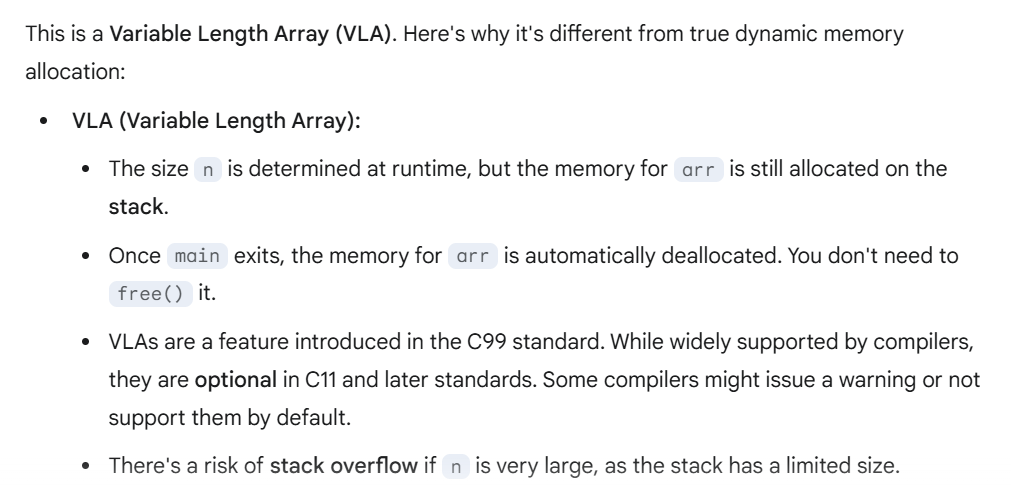 This is a Variable Length Array (VLA). Here's why it's different from true dynamic memory
allocation:
• VLA (Variable Length Array):
• The size n is determined at runtime, but the memory for arr is still allocated on the
stack.
• Once main exits, the memory for arr is automatically deallocated. You don't need to
free() it.
• VLAs are a feature introduced in the C99 standard. While widely supported by compilers,
they are optional in C11 and later standards. Some compilers might issue a warning or not
support them by default.
• There's a risk of stack overflow if n is very large, as the stack has a limited size.